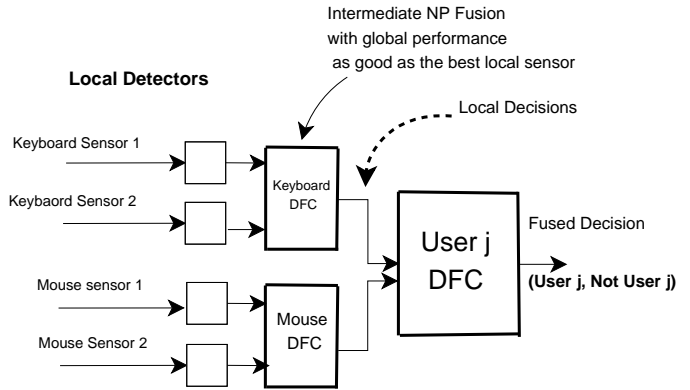 Intermediate NP Fusion
with global performance
as good as the best local sensor
Local Detectors
Local Decisions
Keyboard Sensor 1
Keyboard
DFC
Keybaord Sensor 2
User j
DFC
Fused Decision
(User j, Not User j)
Mouse sensor 1
Mouse
DFC
Mouse Sensor 2